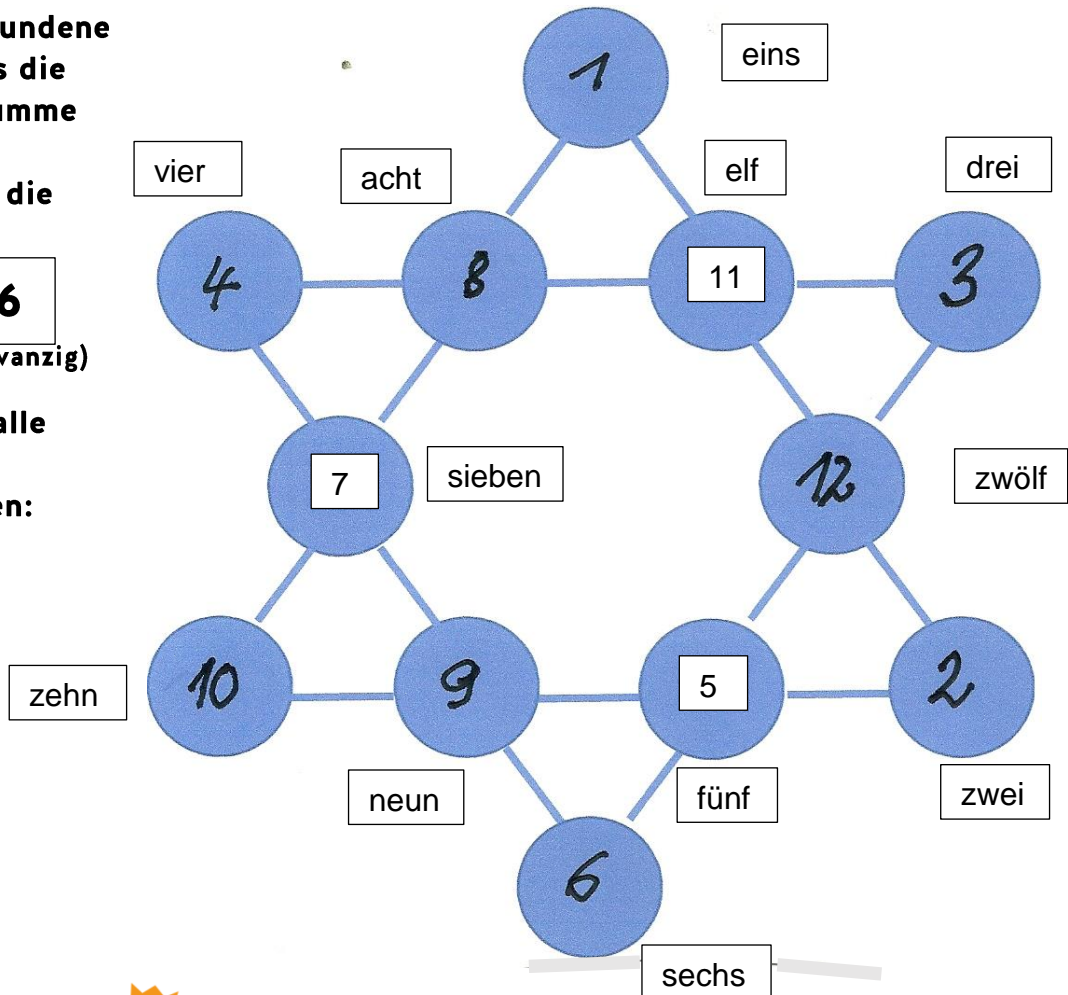 undene
s die
umme
die
6
vanzig)
alle
en:
1
eins
vier
acht
elf
drei
4
8
11
3
7
sieben
12
zwölf
zehn
10
9
5
2
neun
fünf
zwei
6
sechs